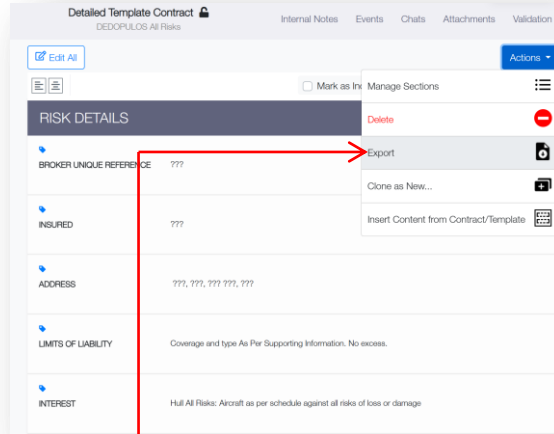 Detailed Template Contract
DEDOPULOS All Risks
Internal Notes Events Chats Attachments Validation
Edit All
Actions
Mark as Inc
Manage Sections
RISK DETAILS
Delete
BROKER UNIQUE REFERENCE ???
Export
Clone as New...
INSURED ???
Insert Content from Contract/Template
ADDRESS ???, ???, ??? ???, ???
LIMITS OF LIABILITY Coverage and type As Per Supporting Information. No excess.
INTEREST Hull All Risks: Aircraft as per schedule against all risks of loss or damage